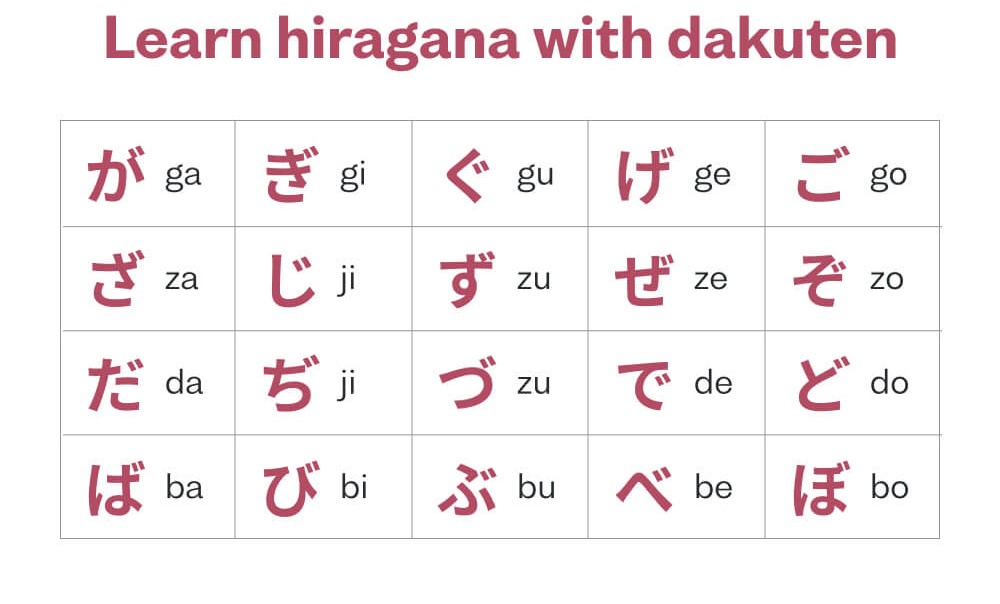 Learn hiragana with dakuten
が ga ぎ gi ぐ gu げ ge ご go
ざ za じ ji ず zu ぜ ze ぞ zo
だ da ぢ ji づ zu で de ど do
ば ba び bi ぶ bu べ be ぼ bo